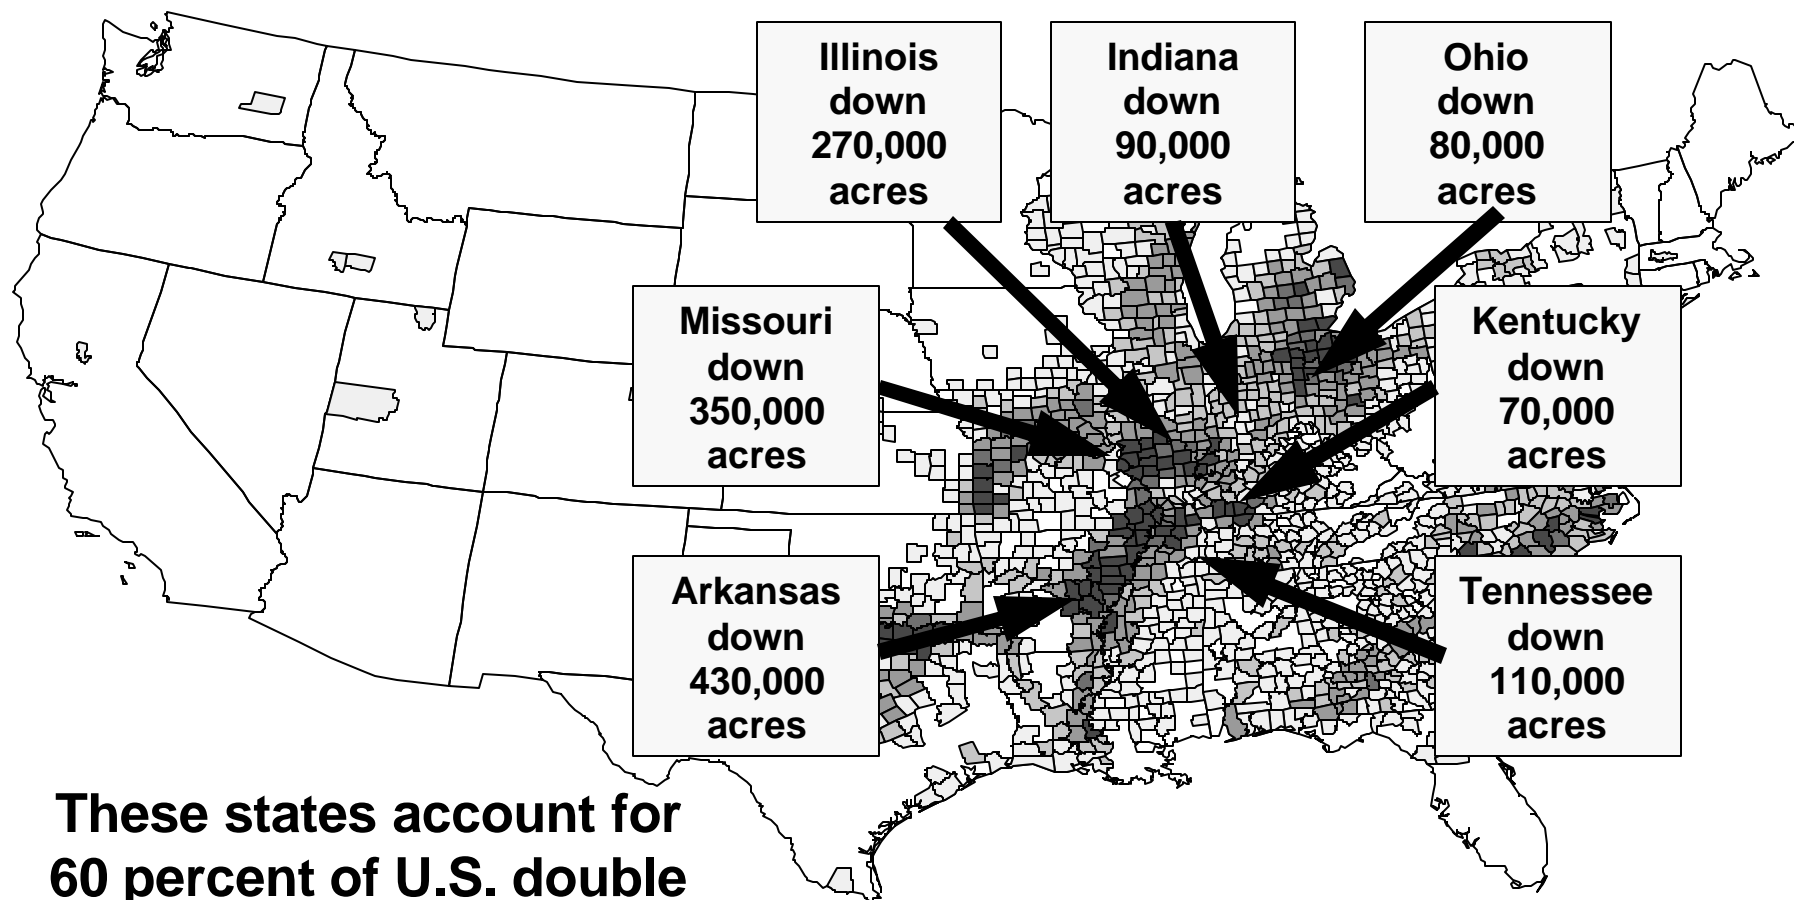 Illinois
down
270,000
acres
Indiana
down
90,000
acres
Ohio
down
80,000
acres
Missouri
down
350,000
acres
Kentucky
down
70,000
acres
Arkansas
down
430,000
acres
Tennessee
down
110,000
acres
These states account for
60 percent of U.S. double